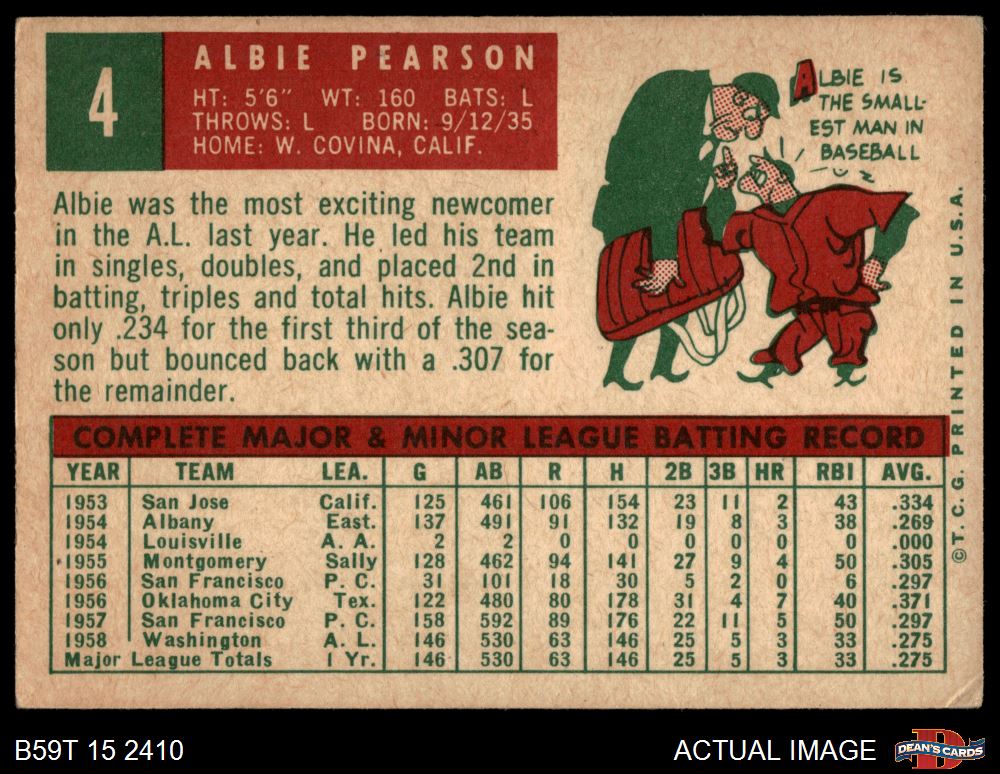 4
ALBIE PEARSON
HT: 5'6" WT: 160 BATS: L
THROWS: L BORN: 9/12/35
HOME: W. COVINA, CALIF.
ALBIE IS
THE SMALL-
EST MAN IN
BASEBALL
Albie was the most exciting newcomer
in the A.L. last year. He led his team
in singles, doubles, and placed 2nd in
batting, triples and total hits. Albie hit
only .234 for the first third of the sea-
son but bounced back with a .307 for
the remainder.
COMPLETE MAJOR & MINOR LEAGUE BATTING RECORD
YEAR TEAM LEA. G AB R H 2B 3B HR RBI AVG.
1953 San Jose Calif. 125 461 106 154 23 11 2 43 .334
1954 Albany East. 137 491 91 132 19 8 3 38 .269
1954 Louisville A. A. 2 2 0 0 0 0 0 0 .000
1955 Montgomery Sally 128 462 94 141 27 9 4 50 .305
1956 San Francisco P. C. 31 101 18 30 5 2 0 6 .297
1956 Oklahoma City Tex. 122 480 80 178 31 4 7 40 .371
1957 San Francisco P. C. 158 592 89 176 22 11 5 50 .297
1958 Washington A. L. 146 530 63 146 25 5 3 33 .275
Major League Totals 1 Yr. 146 530 63 146 25 5 3 33 .275
©T. C. G. PRINTED IN U.S.A.
B59T 15 2410
ACTUAL IMAGE
DEAN'S CARDS